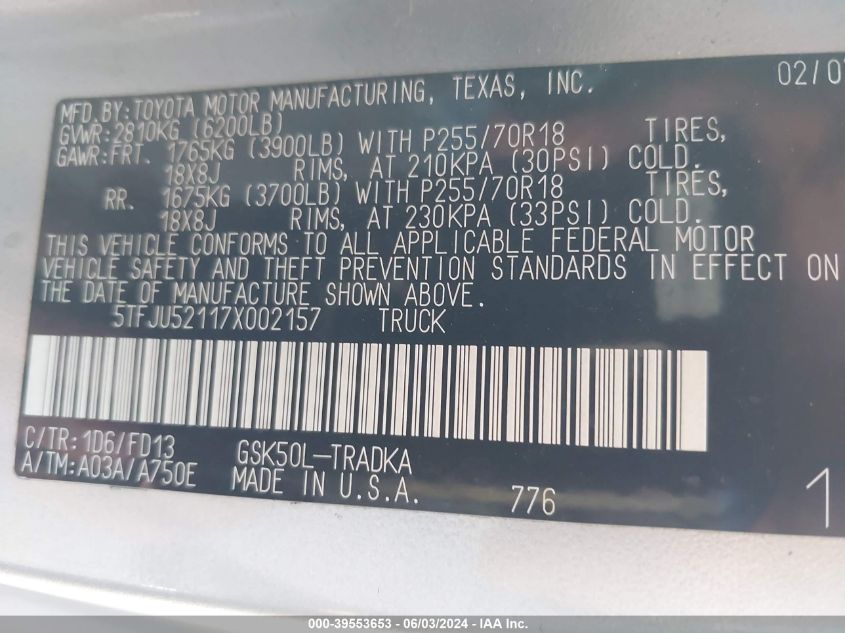 MFD.BY:TOYOTA MOTOR MANUFACTURING, TEXAS, INC. 02/0
GVWR:2810KG (6200LB)
GAWR:FRT. 1765KG (3900LB) WITH P255/70R18 TIRES,
18X8J RIMS, AT 210KPA (30PSI) COLD.
RR. 1675KG (3700LB) WITH P255/70R18 TIRES,
18X8J RIMS, AT 230KPA (33PSI) COLD.
THIS VEHICLE CONFORMS TO ALL APPLICABLE FEDERAL MOTOR
VEHICLE SAFETY AND THEFT PREVENTION STANDARDS IN EFFECT ON
THE DATE OF MANUFACTURE SHOWN ABOVE.
5TFJU52117X002157 TRUCK
C/TR:1D6/FD13 GSK50L-TRADKA
A/TM:A03A/A750E MADE IN U.S.A. 776 1
000-39553653 - 06/03/2024 - IAA Inc.